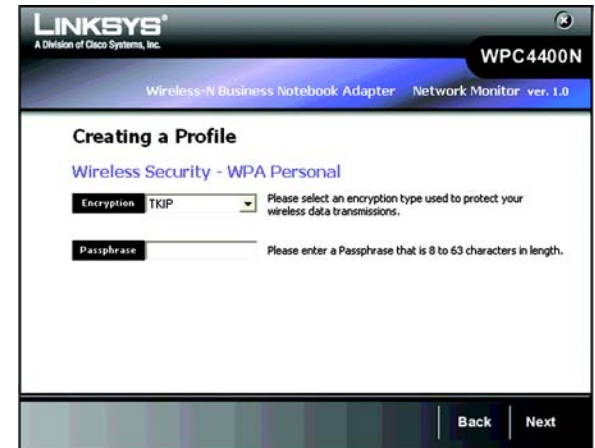 LINKSYS®
A Division of Cisco Systems, Inc.
WPC4400N
Wireless-N Business Notebook Adapter Network Monitor ver. 1.0
Creating a Profile
Wireless Security - WPA Personal
Encryption TKIP Please select an encryption type used to protect your
wireless data transmissions.
Passphrase Please enter a Passphrase that is 8 to 63 characters in length.
Back Next